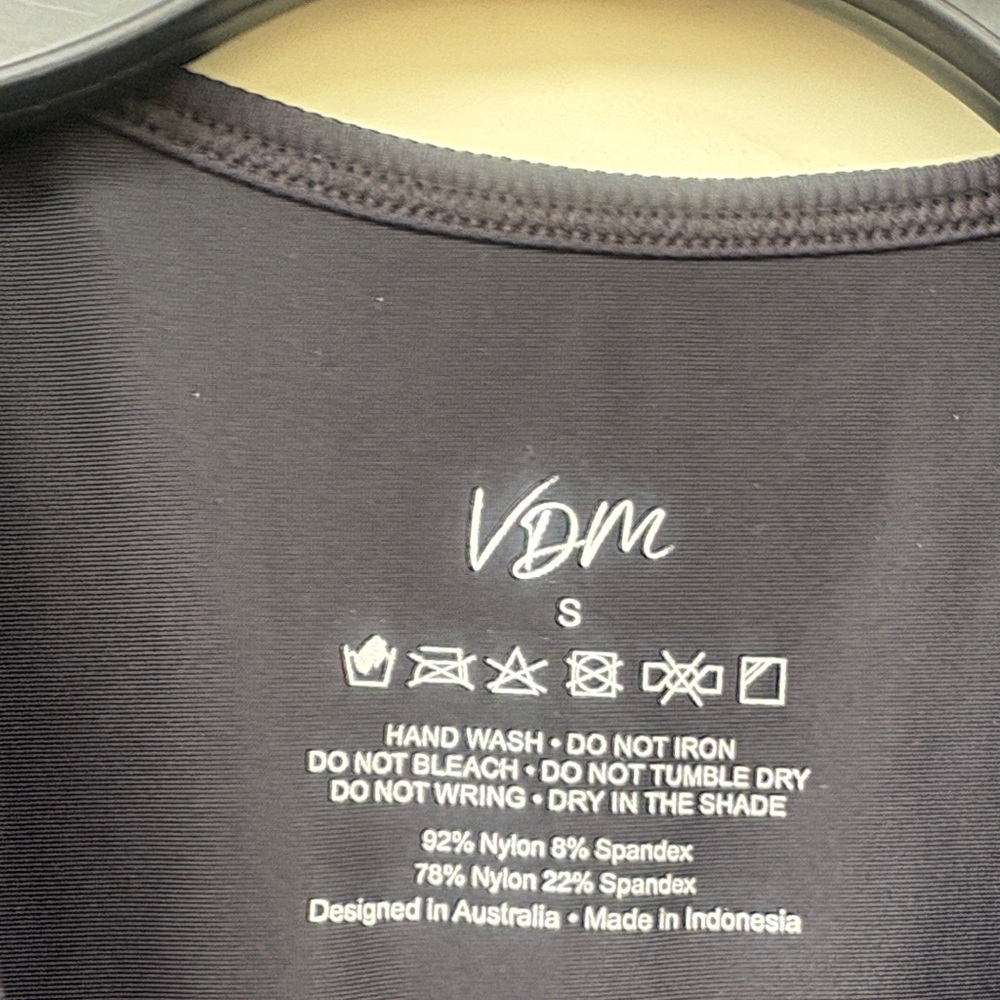 VDM
S
HAND WASH • DO NOT IRON
DO NOT BLEACH • DO NOT TUMBLE DRY
DO NOT WRING • DRY IN THE SHADE
92% Nylon 8% Spandex
78% Nylon 22% Spandex
Designed in Australia • Made in Indonesia